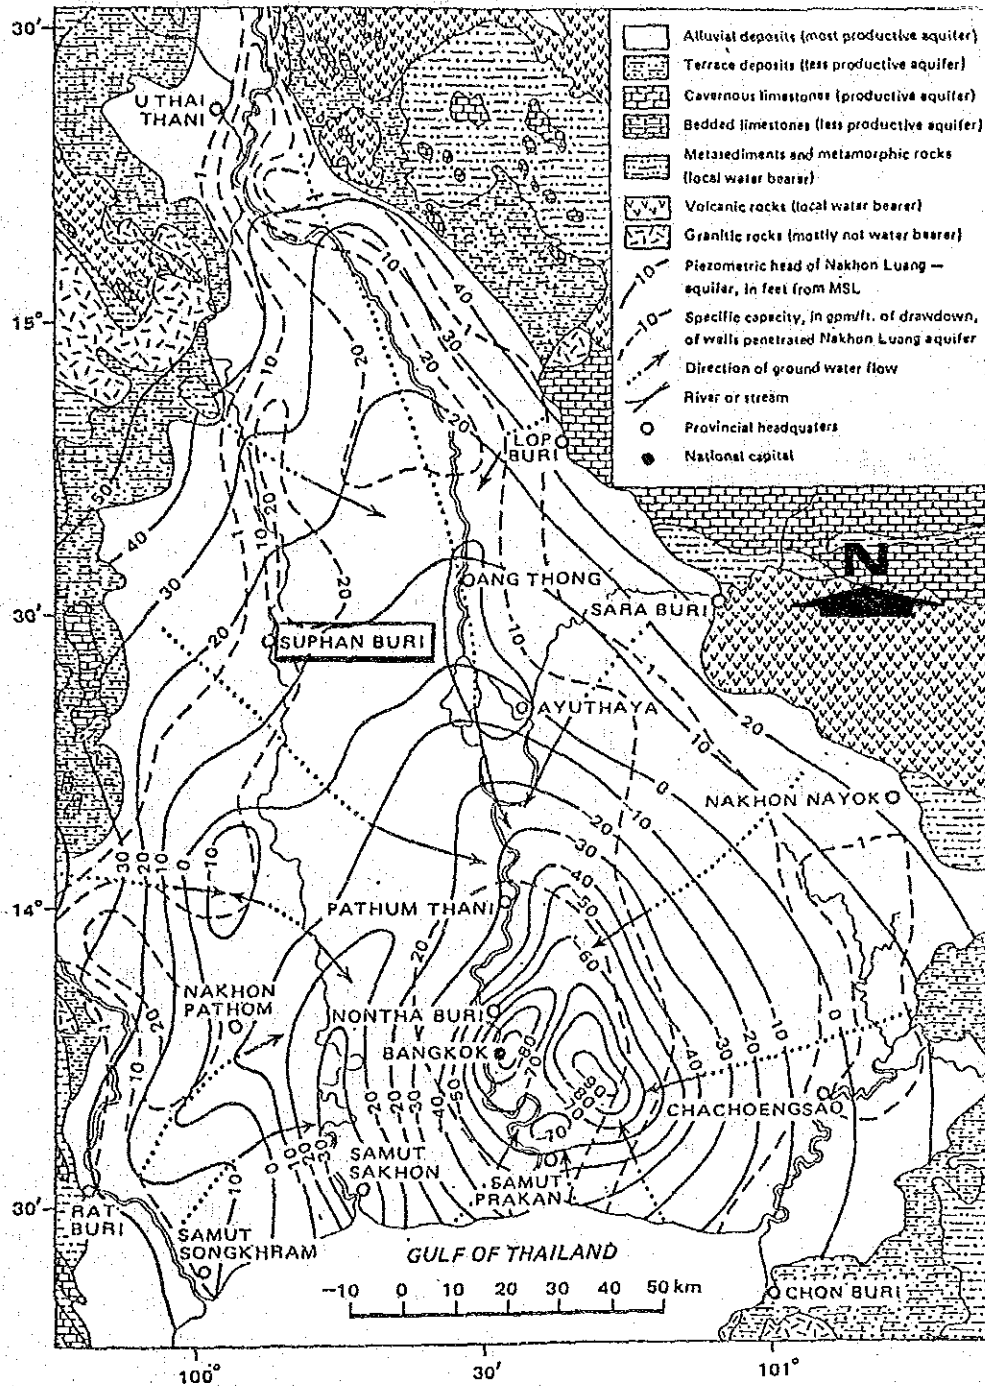 Alluvial deposits (most productive aquifer)
Terrace deposits (less productive aquifer)
Cavernous limestones (productive aquifer)
Bedded limestones (less productive aquifer)
Metasediments and metamorphic rocks
(local water bearer)
Volcanic rocks (local water bearer)
Granitic rocks (mostly not water bearer)
-10- Piezometric head of Nakhon Luang —
aquifer, in feet from MSL
-10- Specific capacity, in gpm/ft. of drawdown,
of wells penetrated Nakhon Luang aquifer
Direction of ground water flow
River or stream
Provincial headquaters
National capital
30'
15°
30'
14°
30'
U THAI
THANI
LOP
BURI
ANG THONG
SARA BURI
SUPHAN BURI
AYUTHAYA
N
NAKHON NAYOK
PATHUM THANI
NAKHON
PATHOM
NONTHA BURI
BANGKOK
CHACHOENGSAO
SAMUT
SAKHON
SAMUT
PRAKAN
RAT
BURI
SAMUT
SONGKHRAM
GULF OF THAILAND
CHON BURI
-10 0 10 20 30 40 50 km
100° 30' 101°